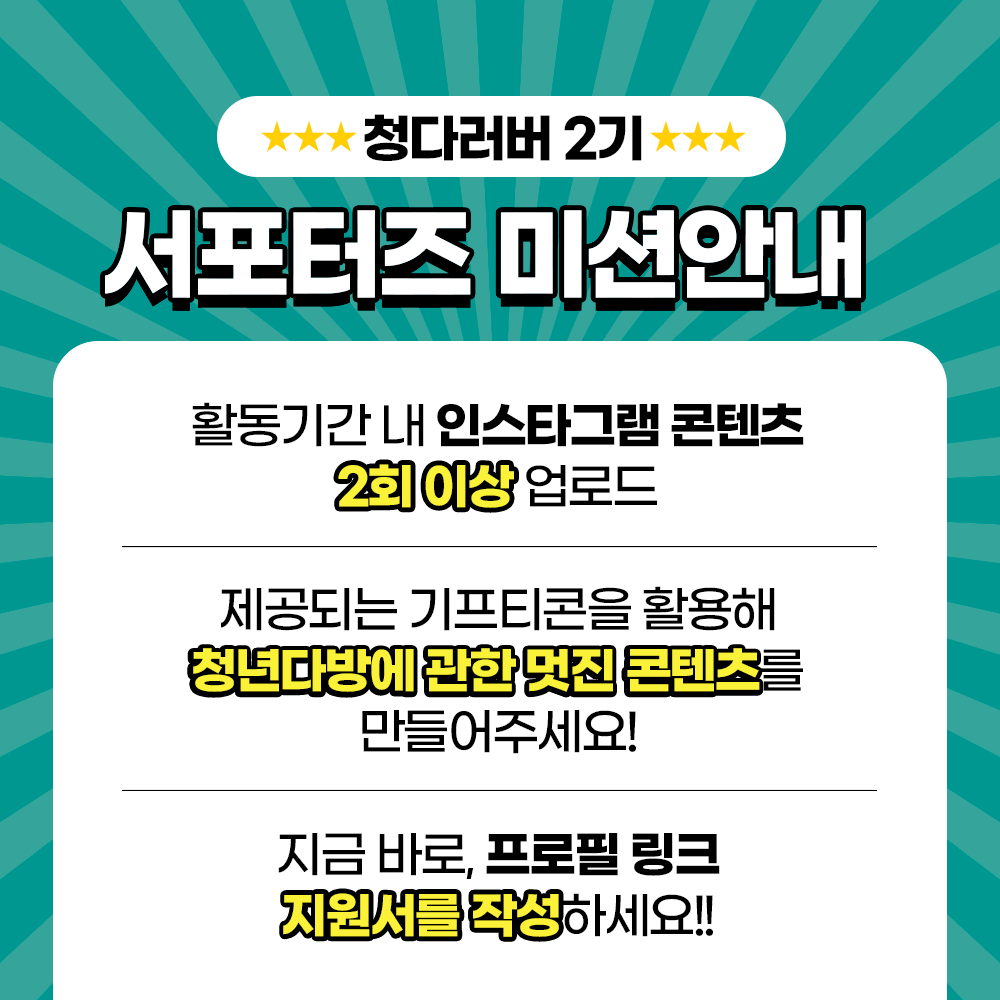 ★★★ 청다러버 2기 ★★★
서포터즈 미션안내
활동기간 내 인스타그램 콘텐츠
2회 이상 업로드
제공되는 기프티콘을 활용해
청년다방에 관한 멋진 콘텐츠를
만들어주세요!
지금 바로, 프로필 링크
지원서를 작성하세요!!